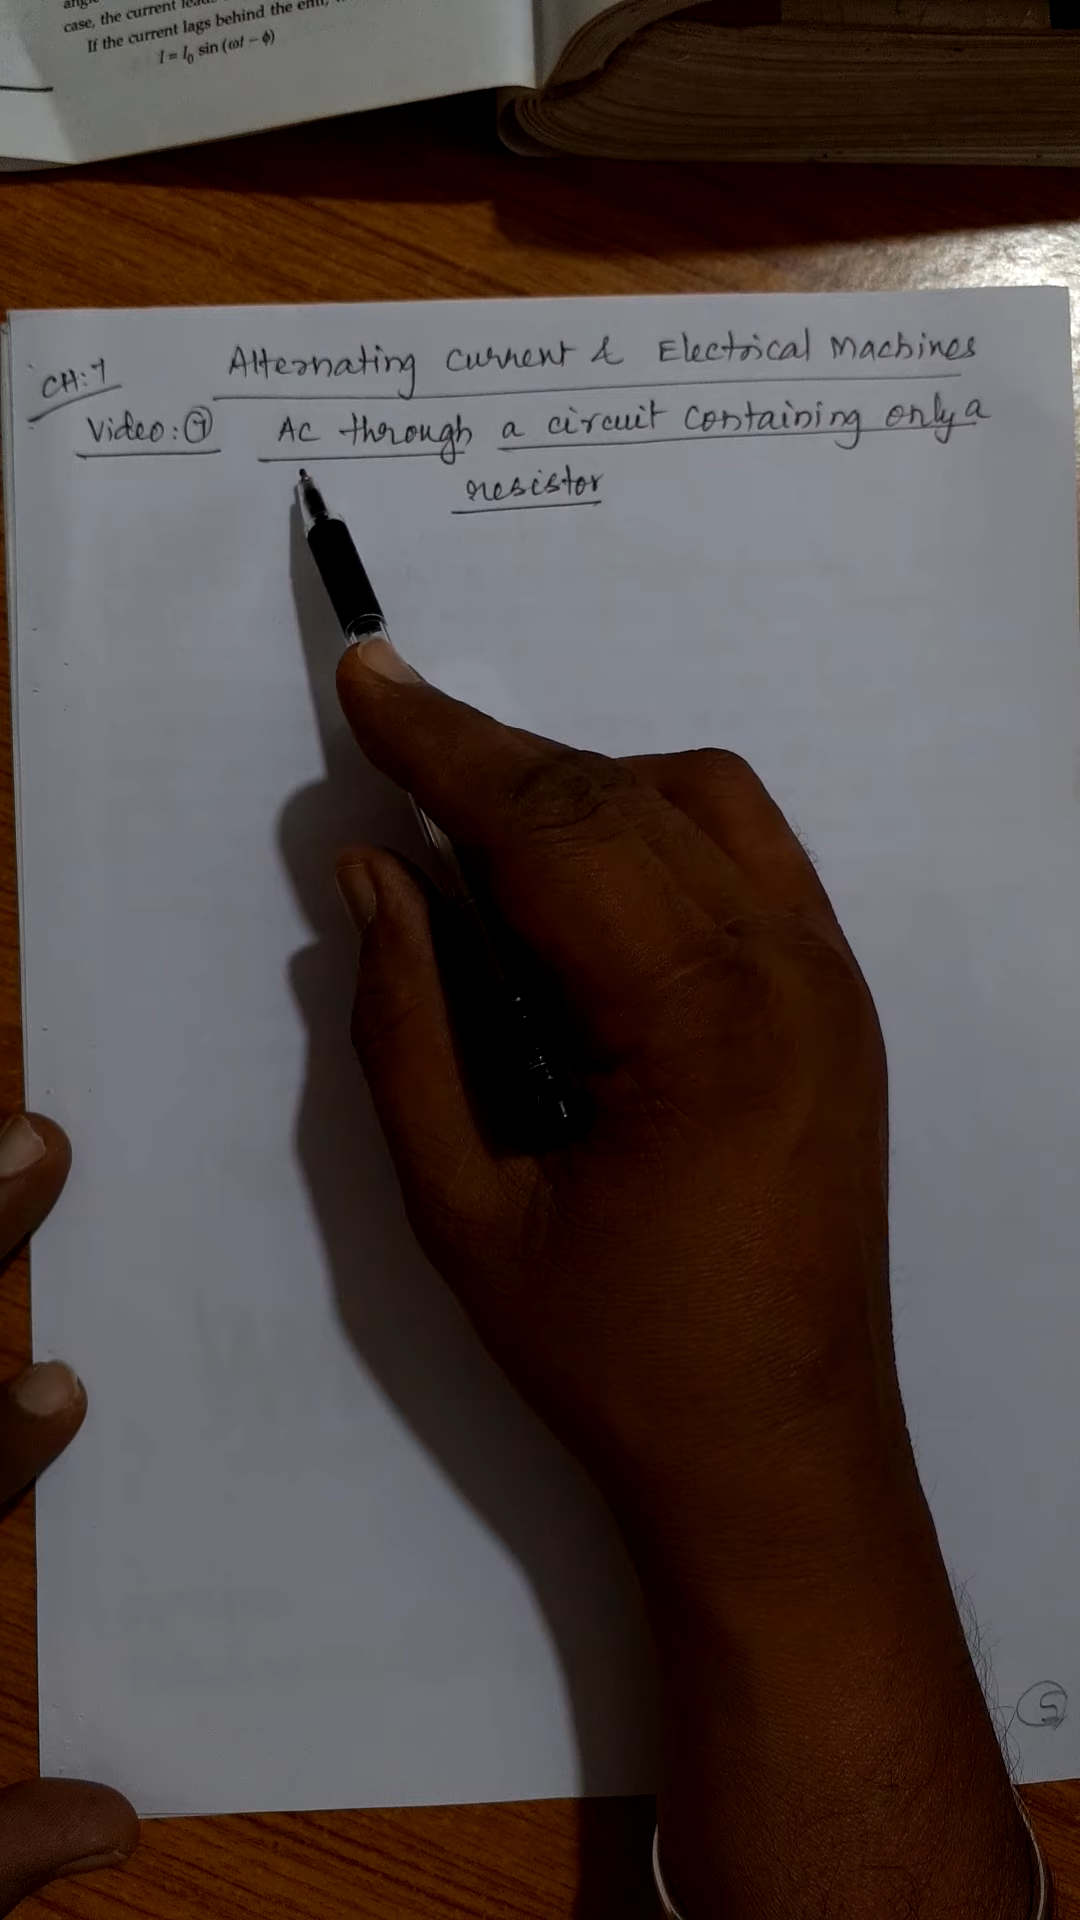 case, the current
If the current lags behind the emf,
I = I₀ sin (ωt – ϕ)
CH:7
Alternating current & Electrical Machines
Video: 7 AC through a circuit containing only a
resistor
5